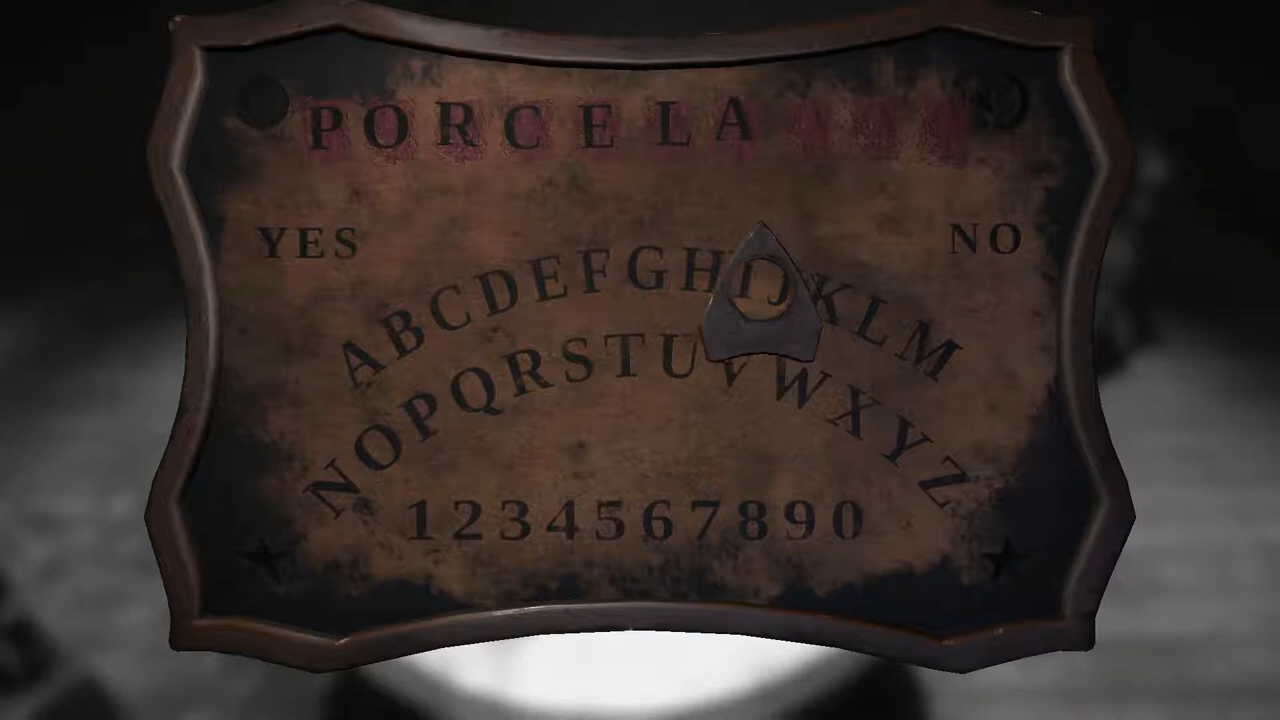 PORCELA
YES NO
ABCDEFGHIJKLM
NOPQRSTUVWXYZ
1234567890